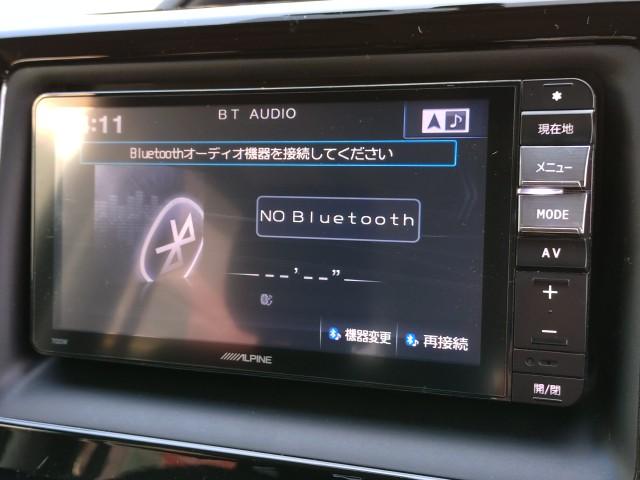 BT AUDIO
:11
Bluetoothオーディオ機器を接続してください
NO Bluetooth
--'--"
機器変更
再接続
ALPINE
*
現在地
メニュー
MODE
AV
+
-
開/閉